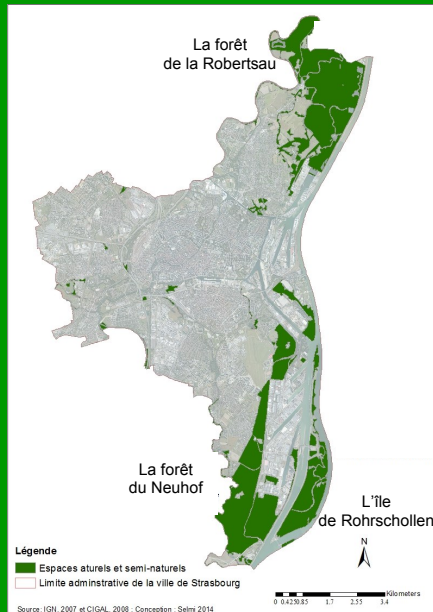 La forêt
de la Robertsau
La forêt
du Neuhof
L'île
de Rohrschollen
N
Légende
Espaces aturels et semi-naturels
Limite adminstrative de la ville de Strasbourg
Kilometers
0 0.425 0.85 1.7 2.55 3.4
Source: IGN, 2007 et CIGAL, 2008 ; Conception : Selmi 2014